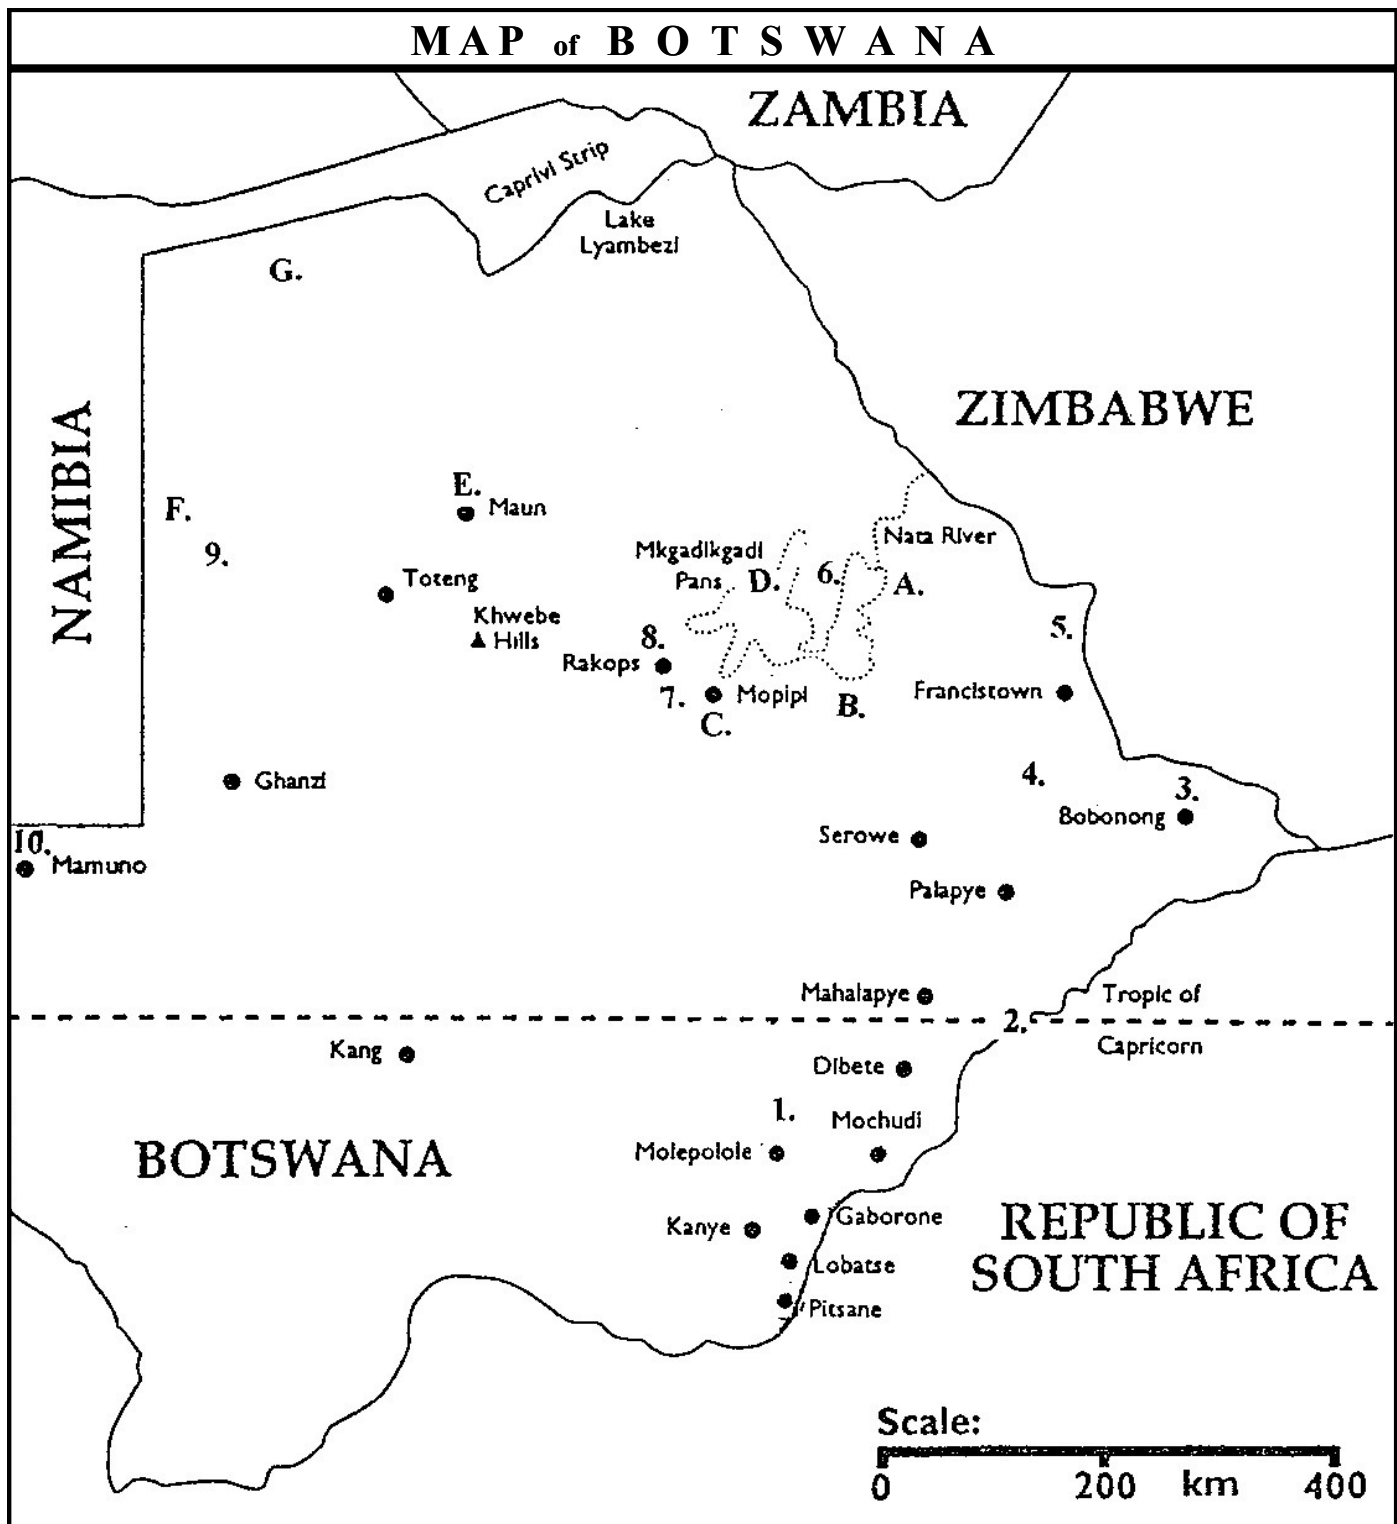 MAP of BOTSWANA
ZAMBIA
Caprivi Strip
Lake
Lyambezi
G.
NAMIBIA
ZIMBABWE
F.
E.
Maun
9.
Toteng
Khwebe
Hills
Mkgadikgadi
Pans
D.
6.
A.
Nata River
5.
8.
Rakops
7.
C.
Mopipi
B.
Francistown
4.
3.
Bobonong
Ghanzi
Serowe
10.
Mamuno
Palapye
Mahalapye
Tropic of
2.
Capricorn
Kang
Dibete
1.
Mochudi
Molepolole
BOTSWANA
Kanye
Gaborone
Lobatse
Pitsane
REPUBLIC OF
SOUTH AFRICA
Scale:
0 200 km 400